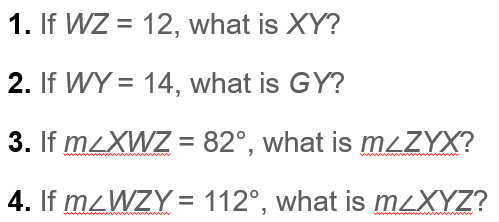 1. If WZ = 12, what is XY?
2. If WY = 14, what is GY?
3. If m∠XWZ = 82°, what is m∠ZYX?
4. If m∠WZY = 112°, what is m∠XYZ?